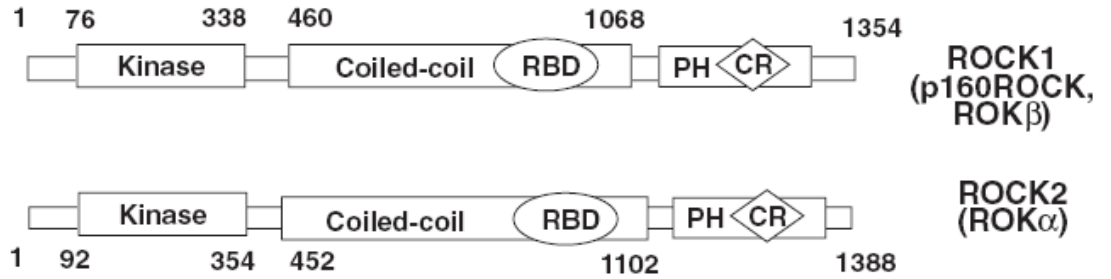 1 76 338 460 1068 1354
Kinase Coiled-coil RBD PH CR
ROCK1
(p160ROCK,
ROKβ)
Kinase Coiled-coil RBD PH CR
ROCK2
(ROKα)
1 92 354 452 1102 1388